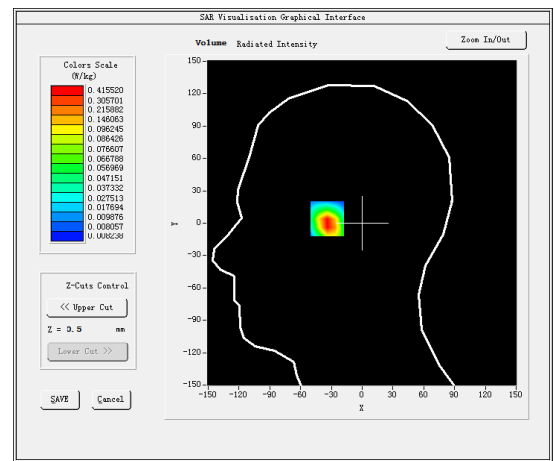 SAR Visualisation Graphical Interface
Volume Radiated Intensity
Zoom In/Out
Colors Scale
(W/kg)
0.415520
0.305701
0.215882
0.146063
0.096245
0.086426
0.076607
0.066788
0.056969
0.047151
0.037332
0.027513
0.017694
0.009876
0.008057
Z-Cuts Control
<< Upper Cut
Z = 0.5 mm
Lower Cut >>
SAVE Cancel
150
120
90
60
30
0
-30
-60
-90
-120
-150
Y
-150 -120 -90 -60 -30 0 30 60 90 120 150
X